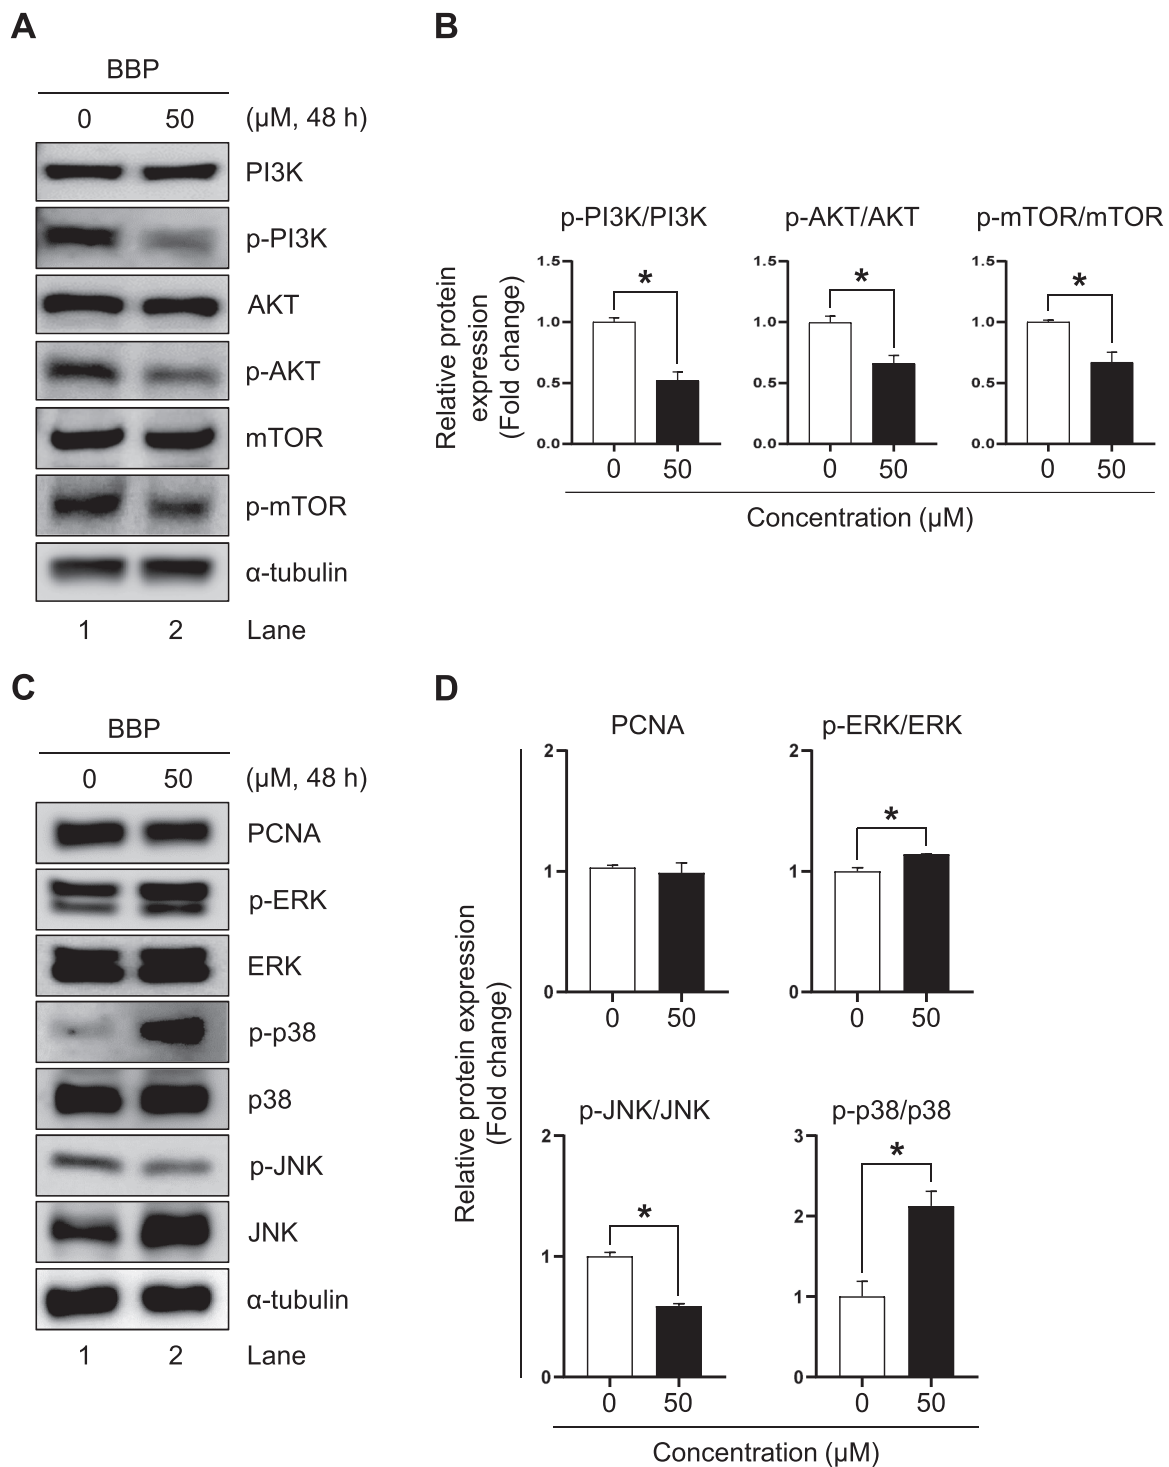 A
BBP
0 50 (µM, 48 h)
PI3K
p-PI3K
AKT
p-AKT
mTOR
p-mTOR
α-tubulin
1 2 Lane
B
p-PI3K/PI3K p-AKT/AKT p-mTOR/mTOR
Relative protein
expression
(Fold change)
1.5 1.5 1.5
* * *
1.0 1.0 1.0
0.5 0.5 0.5
0.0 0.0 0.0
0 50 0 50 0 50
Concentration (µM)
C
BBP
0 50 (µM, 48 h)
PCNA
p-ERK
ERK
p-p38
p38
p-JNK
JNK
α-tubulin
1 2 Lane
D
Relative protein expression
(Fold change)
PCNA p-ERK/ERK
2 2
*
1 1
0 0
0 50 0 50
p-JNK/JNK p-p38/p38
2 3
* *
2
1 1
0 0
0 50 0 50
Concentration (µM)